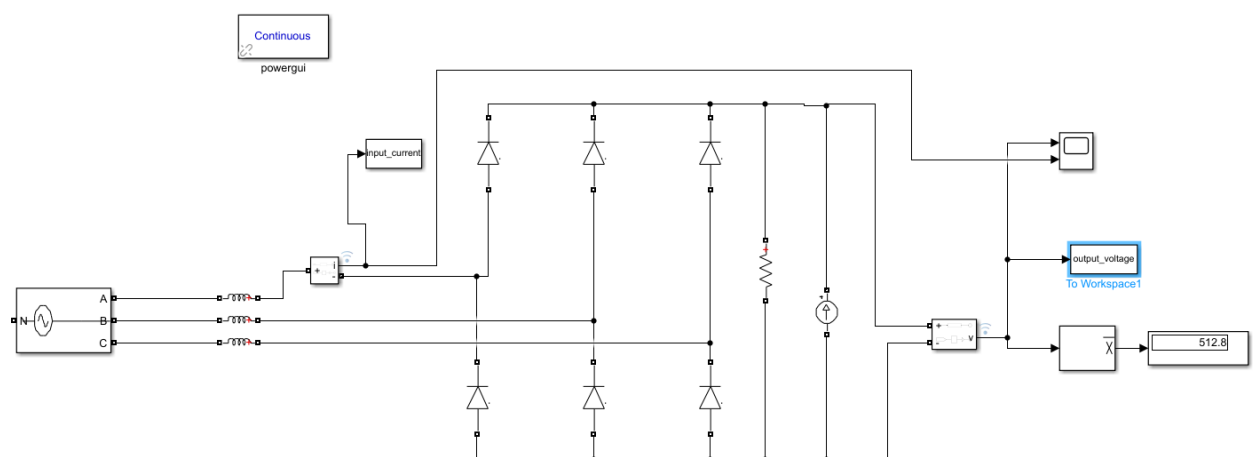 Continuous
powergui
input_current
i
+
-
A
N
B
C
+
-
v
output_voltage
To Workspace1
X
512.8